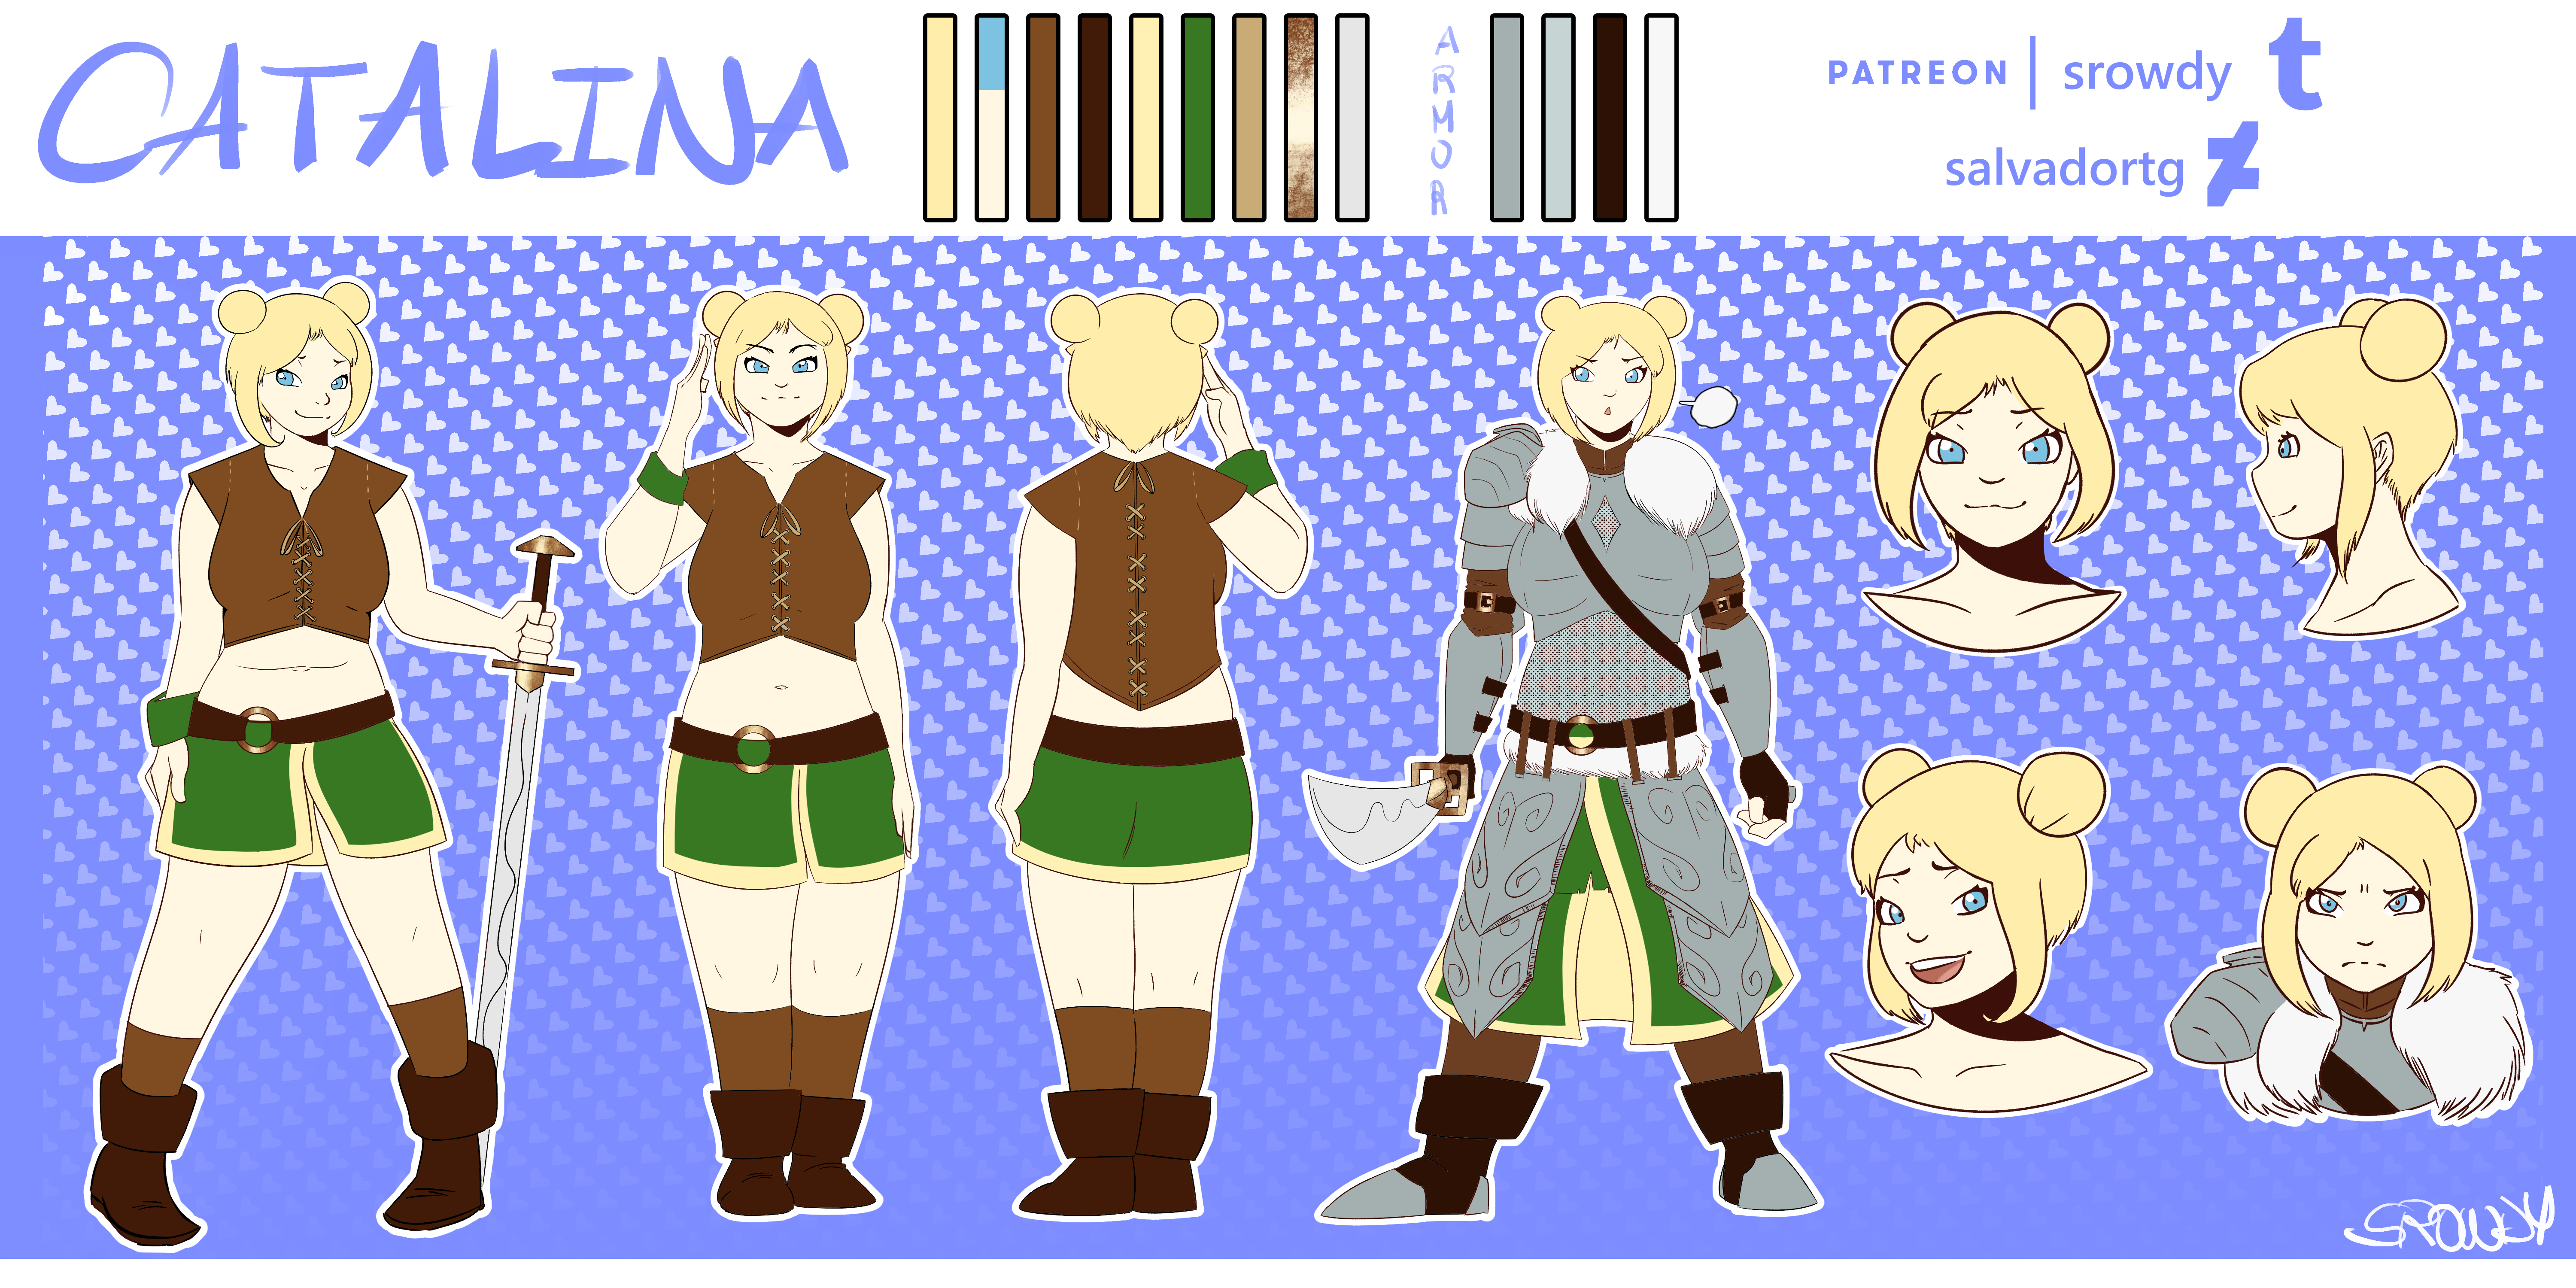 CATALINA
ARMOR
PATREON | srowdy t
salvadortg
SROWDY